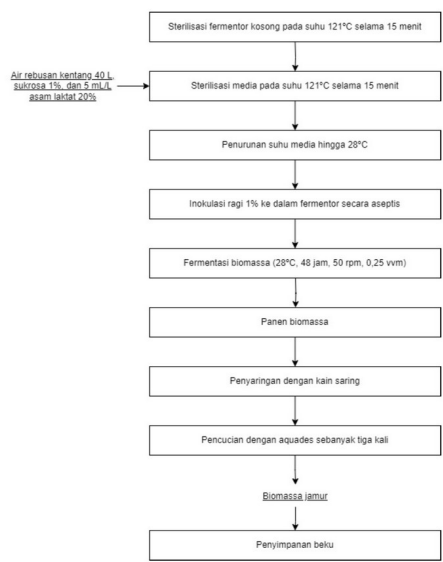 Sterilisasi fermentor kosong pada suhu 121°C selama 15 menit
Air rebusan kentang 40 L,
sukrosa 1%, dan 5 mL/L
asam laktat 20%
Sterilisasi media pada suhu 121°C selama 15 menit
Penurunan suhu media hingga 28°C
Inokulasi ragi 1% ke dalam fermentor secara aseptis
Fermentasi biomassa (28°C, 48 jam, 50 rpm, 0,25 vvm)
Panen biomassa
Penyaringan dengan kain saring
Pencucian dengan aquades sebanyak tiga kali
Biomassa jamur
Penyimpanan beku